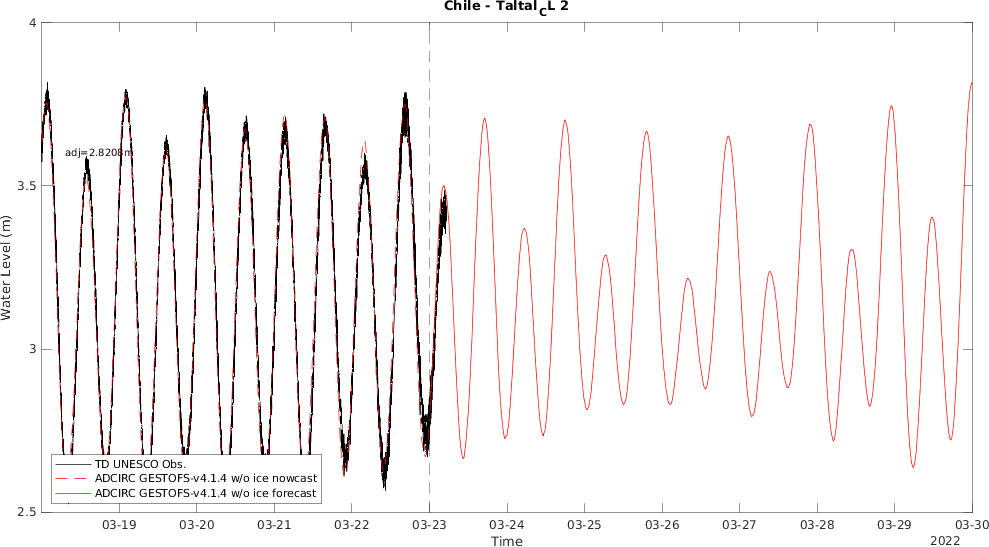 Chile - Taltal_CL 2
4
adj=2.8208m
3.5
Water Level (m)
3
TD UNESCO Obs.
ADCIRC GESTOFS-v4.1.4 w/o ice nowcast
ADCIRC GESTOFS-v4.1.4 w/o ice forecast
2.5
03-19 03-20 03-21 03-22 03-23 03-24 03-25 03-26 03-27 03-28 03-29 03-30
Time
2022